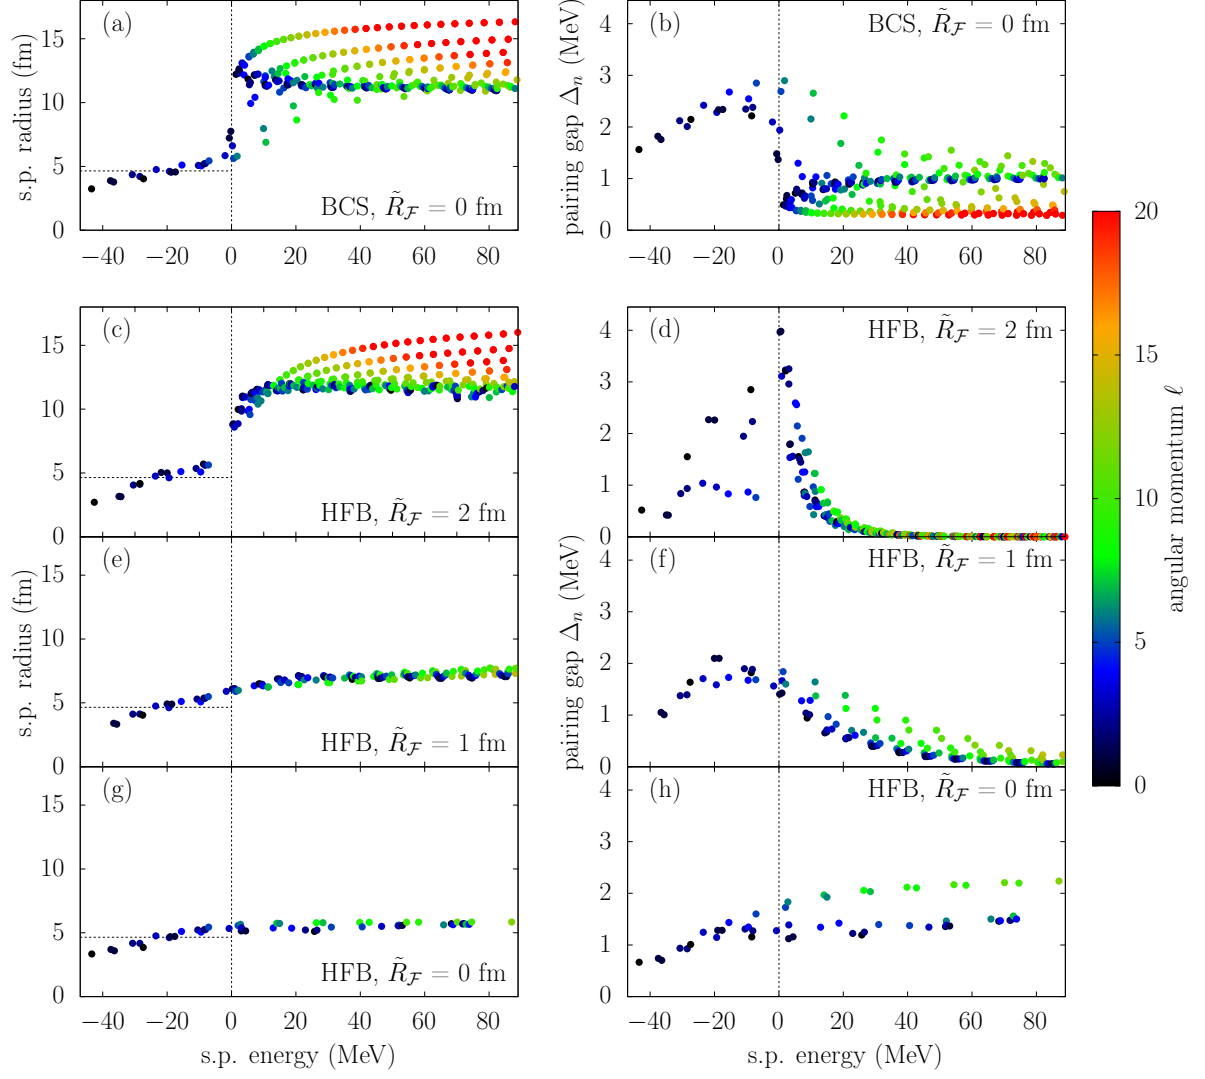 (a)
BCS, R̃_ℱ = 0 fm
s.p. radius (fm)
15
10
5
0
−40 −20 0 20 40 60 80
(b)
BCS, R̃_ℱ = 0 fm
pairing gap Δ_n (MeV)
4
3
2
1
0
−40 −20 0 20 40 60 80
(c)
HFB, R̃_ℱ = 2 fm
15
10
5
0
(d)
HFB, R̃_ℱ = 2 fm
4
3
2
1
0
(e)
HFB, R̃_ℱ = 1 fm
s.p. radius (fm)
15
10
5
0
(f)
HFB, R̃_ℱ = 1 fm
pairing gap Δ_n (MeV)
4
3
2
1
0
(g)
HFB, R̃_ℱ = 0 fm
15
10
5
0
−40 −20 0 20 40 60 80
s.p. energy (MeV)
(h)
HFB, R̃_ℱ = 0 fm
4
3
2
1
0
−40 −20 0 20 40 60 80
s.p. energy (MeV)
20
15
10
5
0
angular momentum ℓ